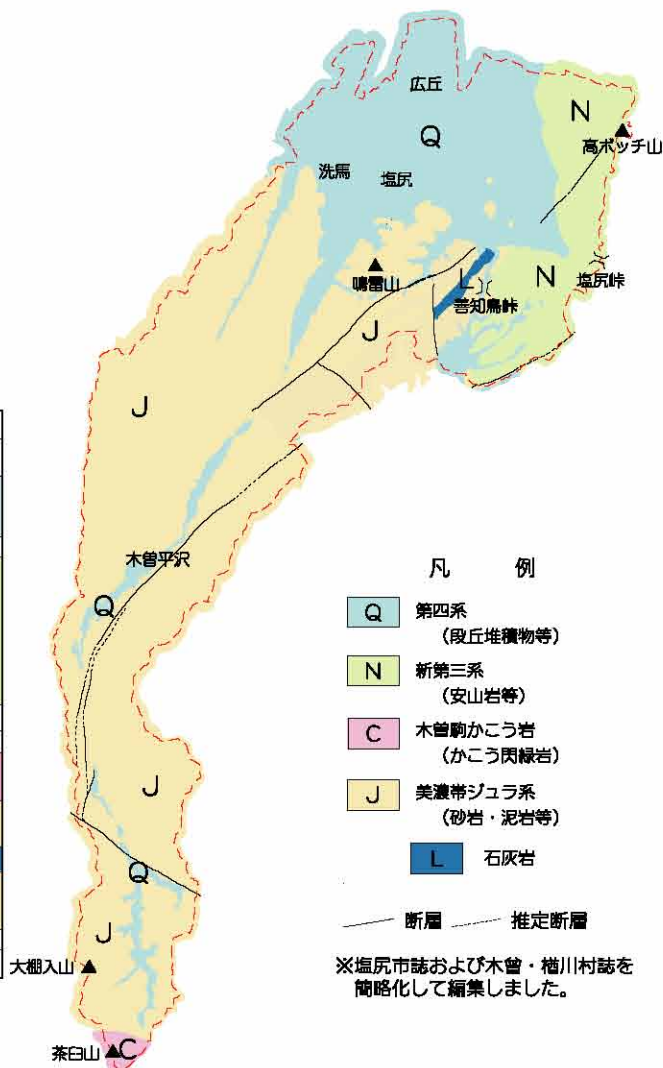 広丘
N
Q
高ボッチ山
洗馬
塩尻
鳴雷山
L
善知鳥峠
N
塩尻峠
J
J
木曽平沢
Q
J
Q
J
大棚入山
茶臼山
C
凡 例
Q 第四系
（段丘堆積物等）
N 新第三系
（安山岩等）
C 木曽駒かこう岩
（かこう閃緑岩）
J 美濃帯ジュラ系
（砂岩・泥岩等）
L 石灰岩
断層 推定断層
※塩尻市誌および木曽・楢川村誌を
簡略化して編集しました。